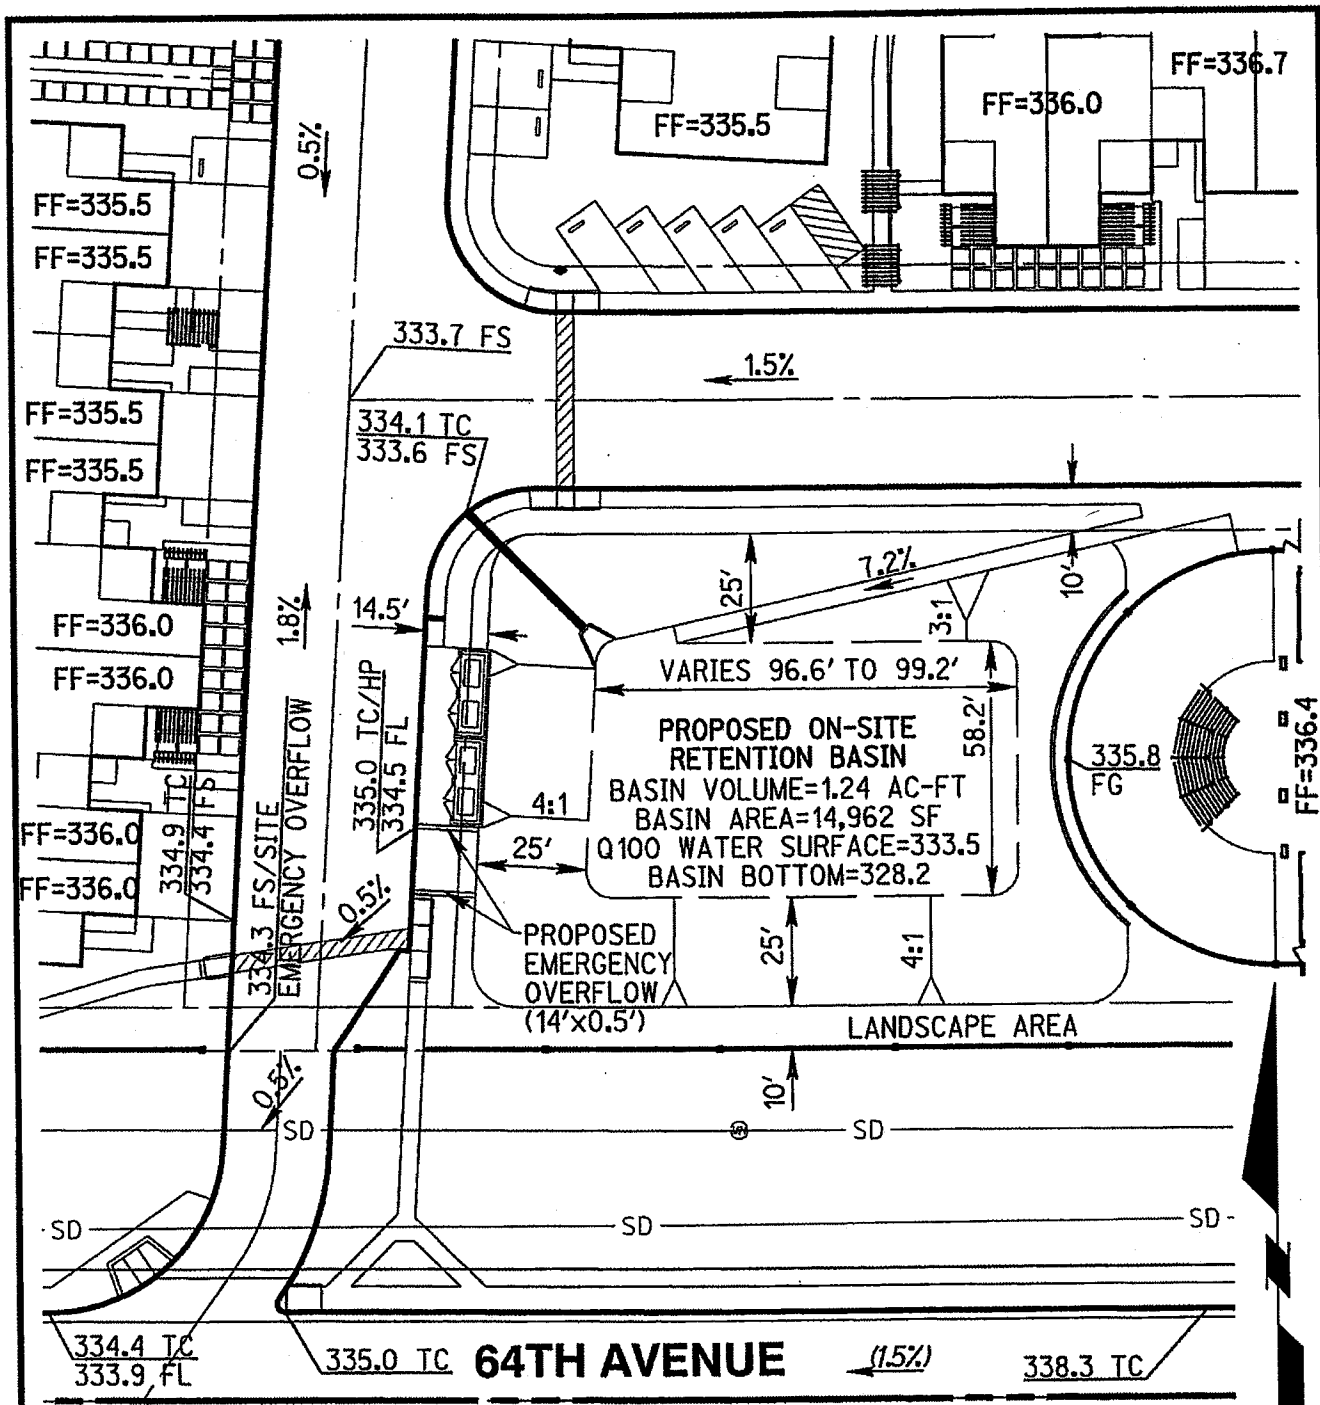 FF=336.7
FF=336.0
FF=335.5
0.5%
FF=335.5
FF=335.5
333.7 FS
1.5%
FF=335.5
FF=335.5
334.1 TC
333.6 FS
7.2%
25'
10'
3:1
14.5'
1.8%
FF=336.0
FF=336.0
VARIES 96.6' TO 99.2'
58.2'
PROPOSED ON-SITE
RETENTION BASIN
BASIN VOLUME=1.24 AC-FT
BASIN AREA=14,962 SF
Q100 WATER SURFACE=333.5
BASIN BOTTOM=328.2
335.0 TC/HP
334.5 FL
335.8
FG
FF=336.4
4:1
25'
FF=336.0
FF=336.0
334.9 TC
334.4 FS
334.3 FS/SITE
EMERGENCY OVERFLOW
0.5%
PROPOSED
EMERGENCY
OVERFLOW
(14'x0.5')
25'
4:1
LANDSCAPE AREA
10'
0.5%
SD
SD
SD
SD
SD
334.4 TC
333.9 FL
335.0 TC
64TH AVENUE
(1.5%)
338.3 TC